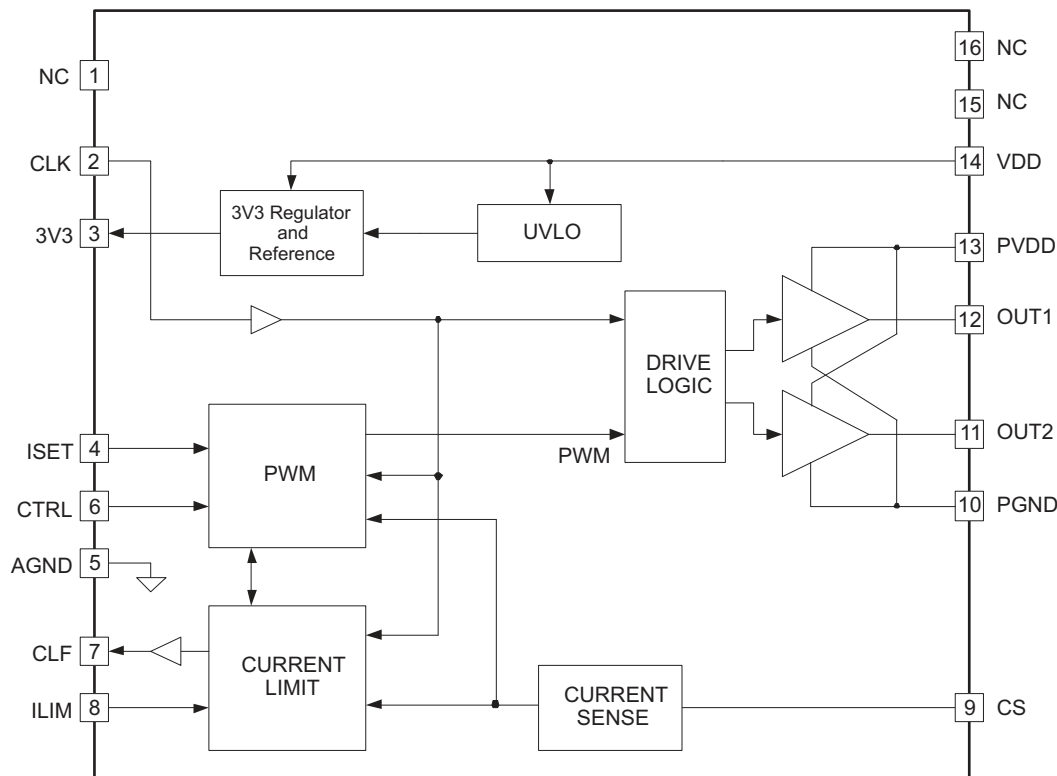 NC 1
CLK 2
3V3 3
ISET 4
CTRL 6
AGND 5
CLF 7
ILIM 8
3V3 Regulator
and
Reference
UVLO
DRIVE
LOGIC
PWM
PWM
CURRENT
LIMIT
CURRENT
SENSE
16 NC
15 NC
14 VDD
13 PVDD
12 OUT1
11 OUT2
10 PGND
9 CS